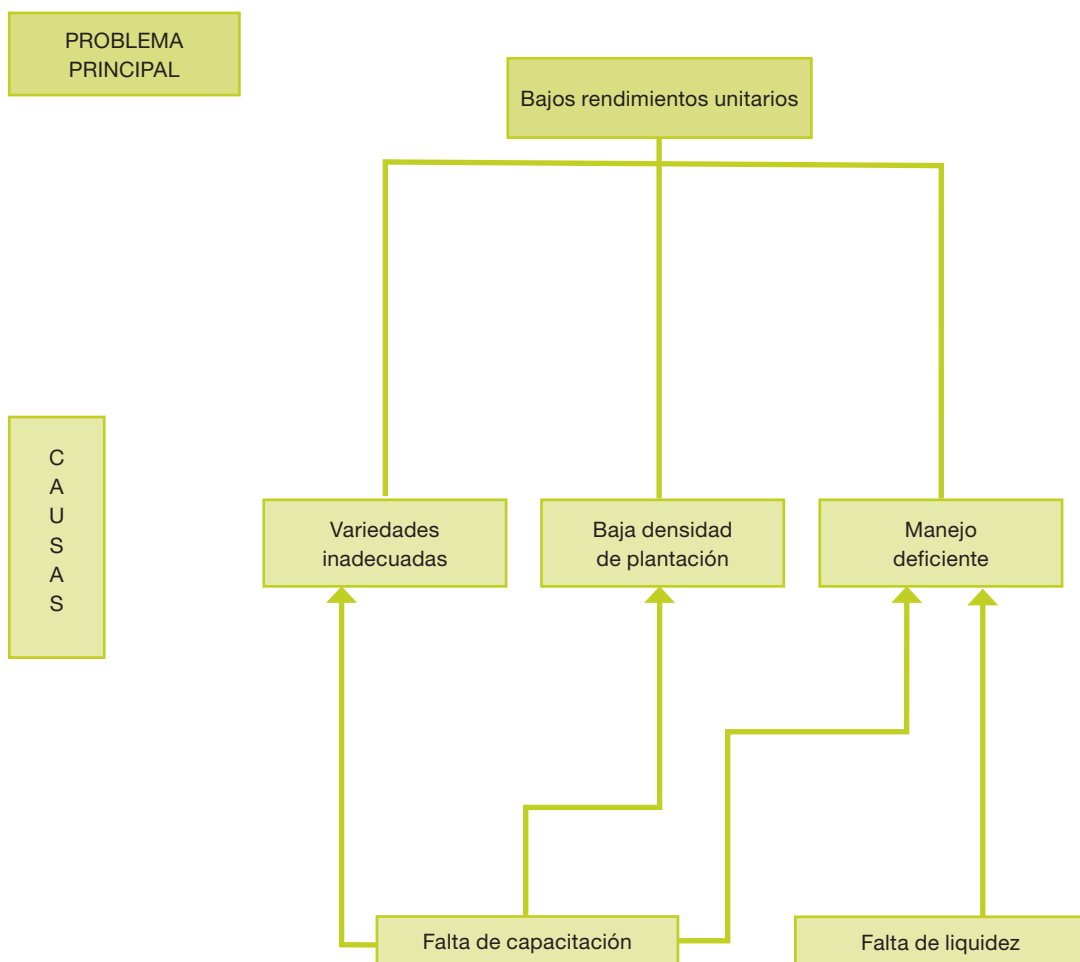 PROBLEMA
PRINCIPAL
Bajos rendimientos unitarios
C
A
U
S
A
S
Variedades
inadecuadas
Baja densidad
de plantación
Manejo
deficiente
Falta de capacitación
Falta de liquidez